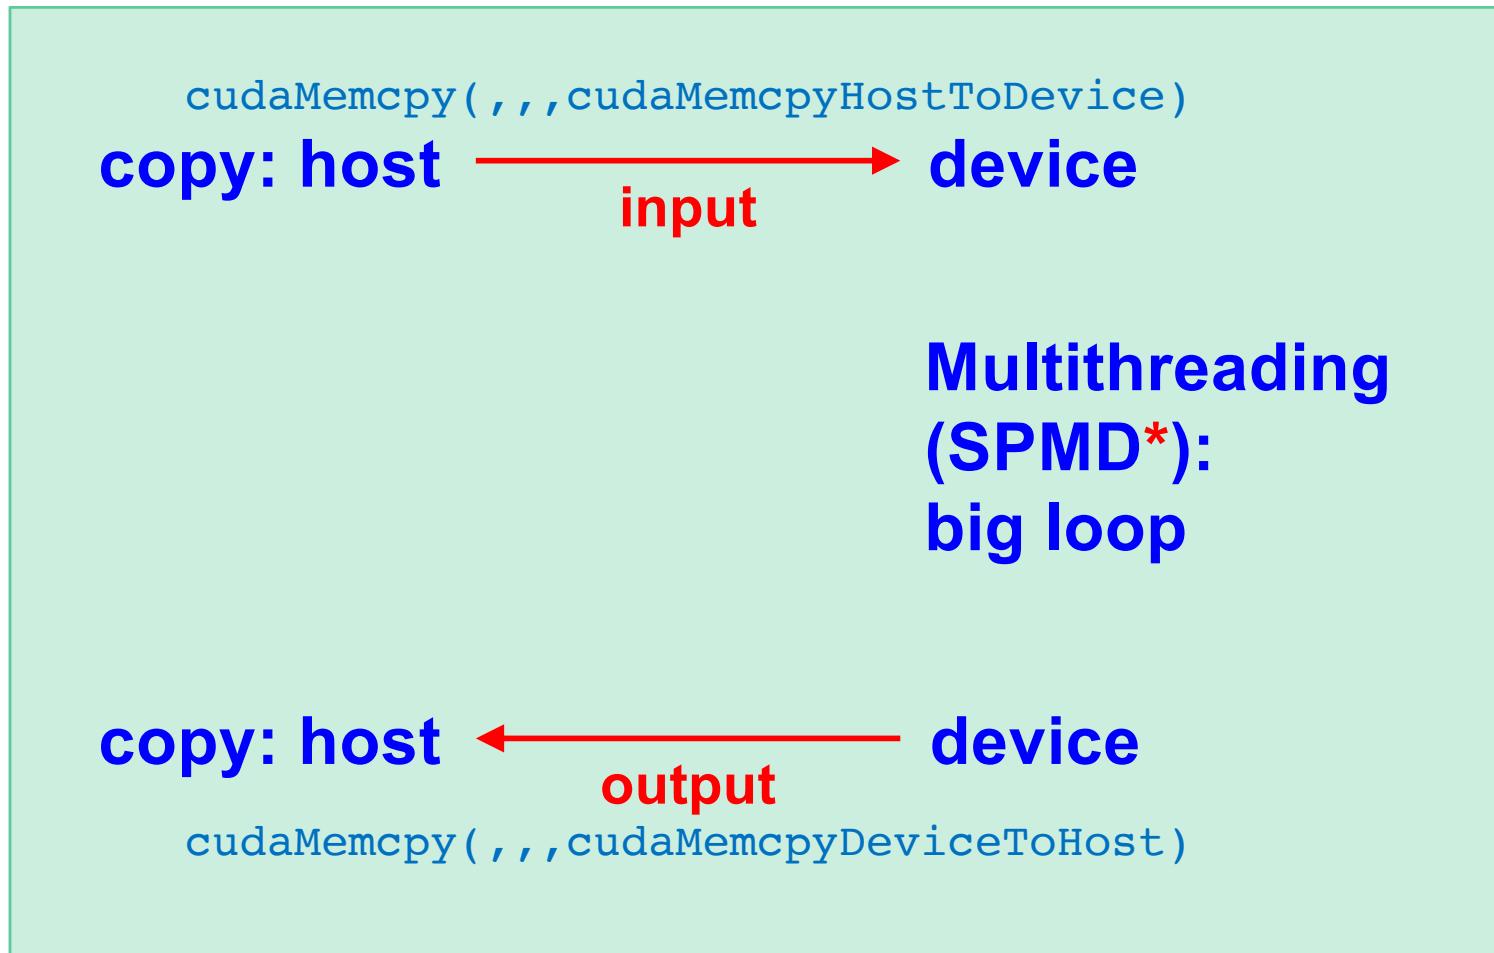 cudaMemcpy(,,,cudaMemcpyHostToDevice)
copy: host device
input
Multithreading
(SPMD*):
big loop
copy: host device
output
cudaMemcpy(,,,cudaMemcpyDeviceToHost)